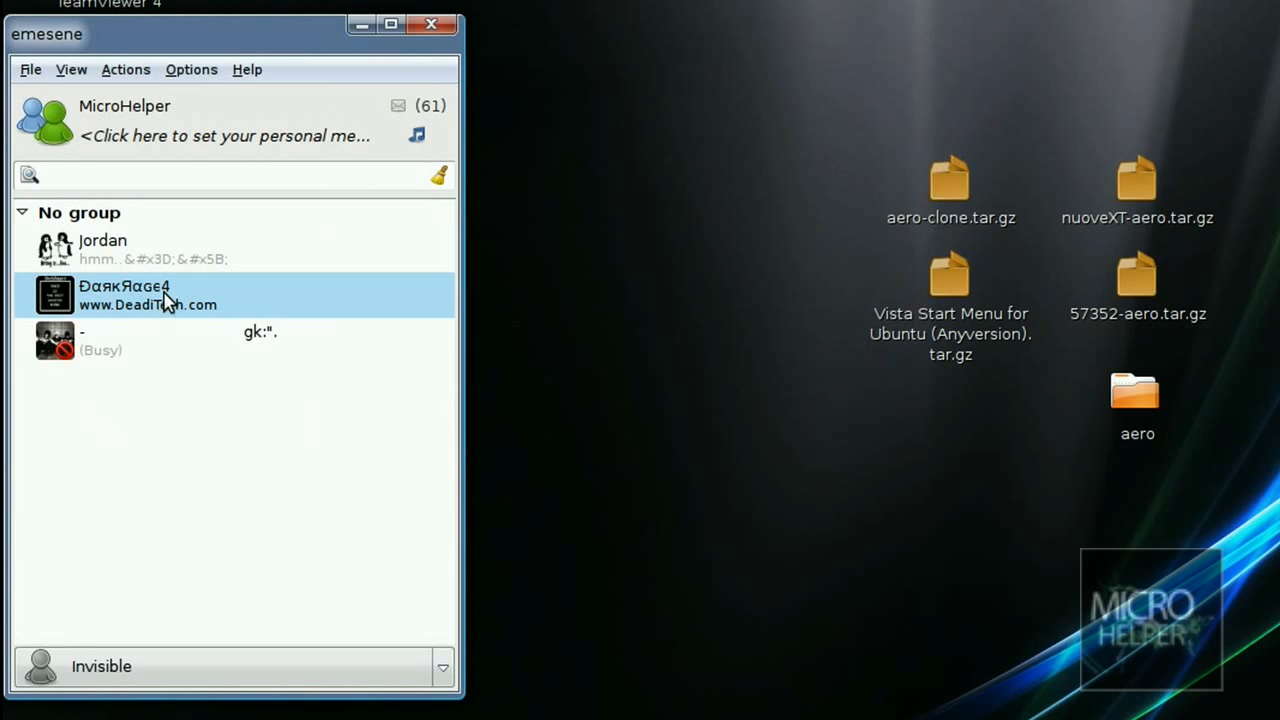 TeamViewer 4
emesene
File View Actions Options Help
MicroHelper (61)
<Click here to set your personal me...
No group
Jordan
hmm..&#x3D;&#x5B;
ÐαяκЯαGє4
www.DeadiTech.com
- gk:".
(Busy)
Invisible
aero-clone.tar.gz
nuoveXT-aero.tar.gz
Vista Start Menu for
Ubuntu (Anyversion).
tar.gz
57352-aero.tar.gz
aero
MICRO
HELPER